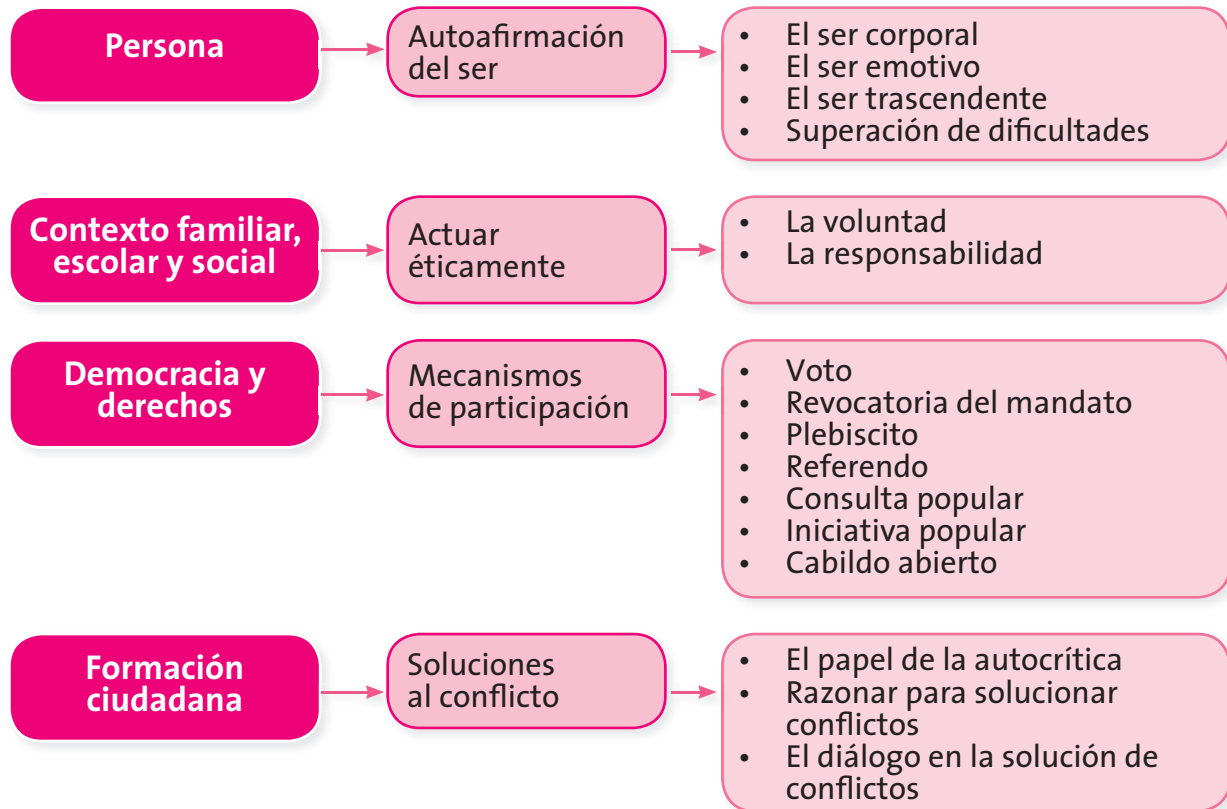 Persona
Autoafirmación
del ser
• El ser corporal
• El ser emotivo
• El ser trascendente
• Superación de dificultades
Contexto familiar,
escolar y social
Actuar
éticamente
• La voluntad
• La responsabilidad
Democracia y
derechos
Mecanismos
de participación
• Voto
• Revocatoria del mandato
• Plebiscito
• Referendo
• Consulta popular
• Iniciativa popular
• Cabildo abierto
Formación
ciudadana
Soluciones
al conflicto
• El papel de la autocrítica
• Razonar para solucionar
conflictos
• El diálogo en la solución de
conflictos